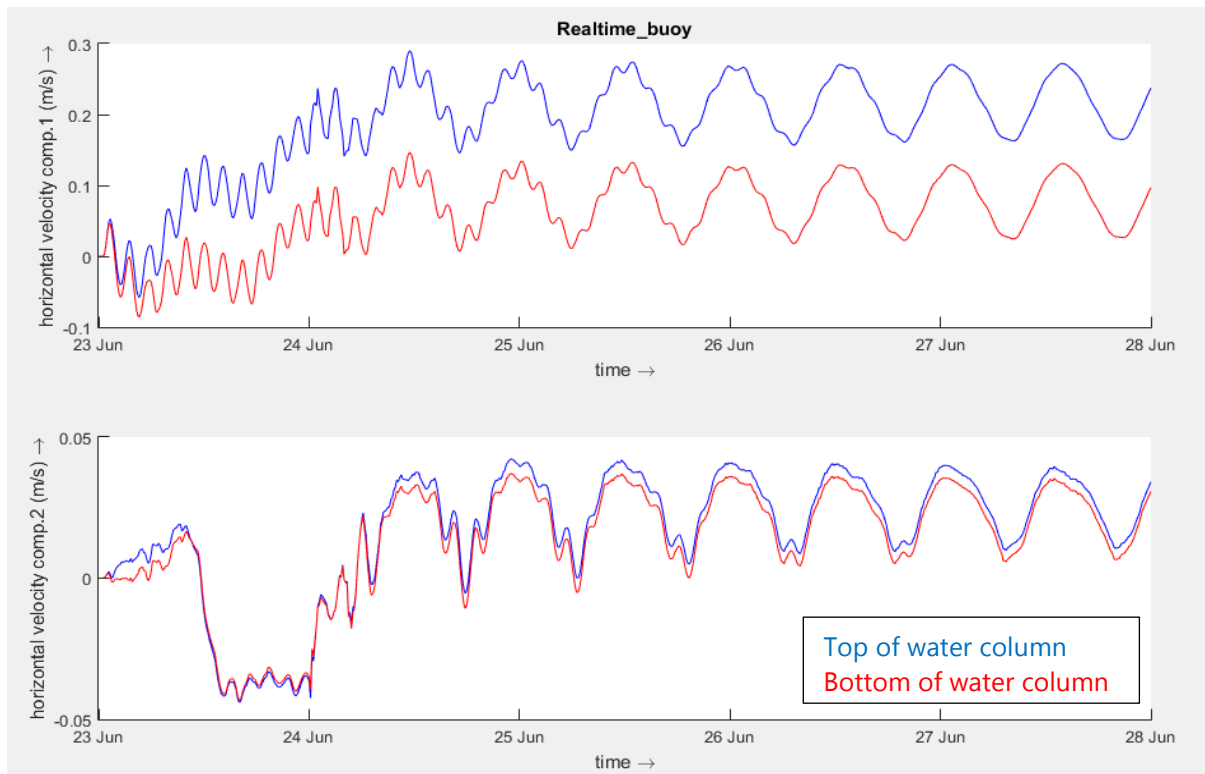 Realtime_buoy
horizontal velocity comp.1 (m/s) →
0.3
0.2
0.1
0
-0.1
23 Jun 24 Jun 25 Jun 26 Jun 27 Jun 28 Jun
time →
horizontal velocity comp.2 (m/s) →
0.05
0
-0.05
Top of water column
Bottom of water column
23 Jun 24 Jun 25 Jun 26 Jun 27 Jun 28 Jun
time →